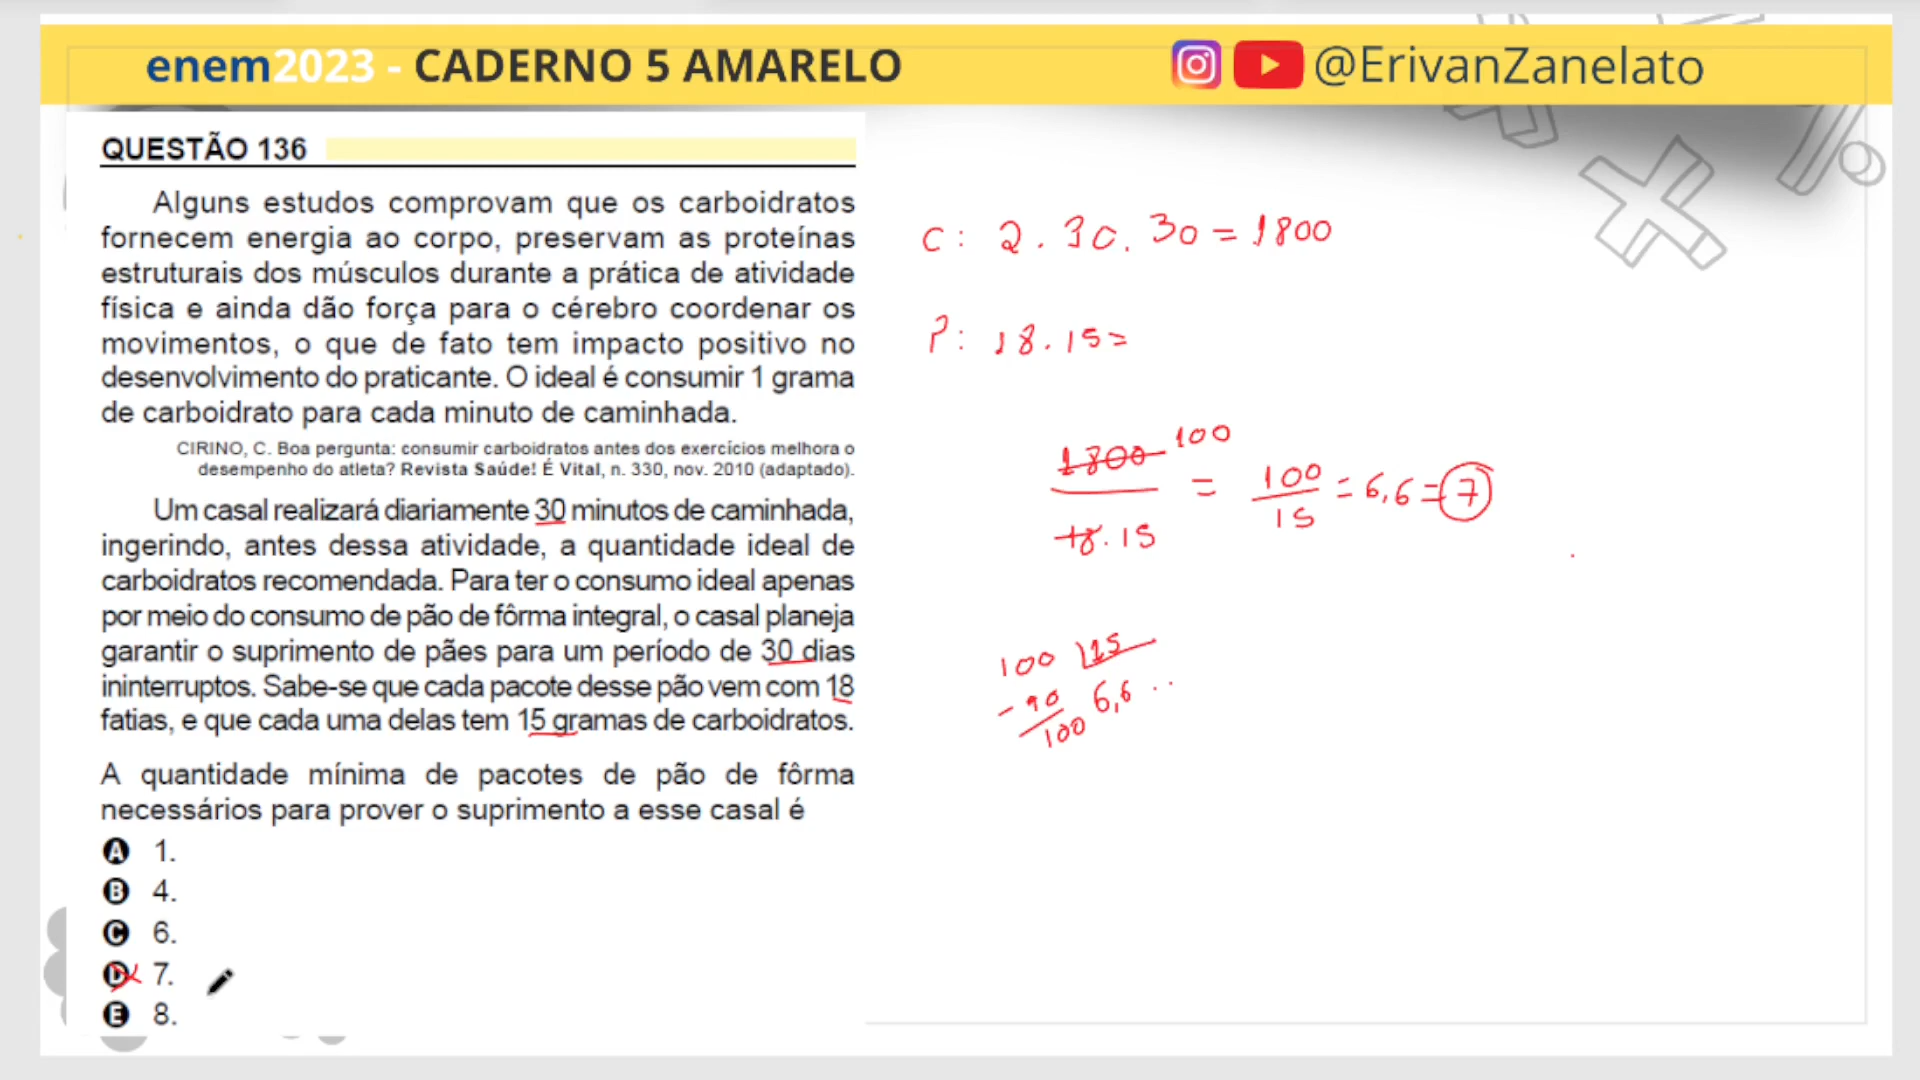 enem2023 - CADERNO 5 AMARELO
@ErivanZanelato
QUESTÃO 136
Alguns estudos comprovam que os carboidratos
fornecem energia ao corpo, preservam as proteínas
estruturais dos músculos durante a prática de atividade
física e ainda dão força para o cérebro coordenar os
movimentos, o que de fato tem impacto positivo no
desenvolvimento do praticante. O ideal é consumir 1 grama
de carboidrato para cada minuto de caminhada.
CIRINO, C. Boa pergunta: consumir carboidratos antes dos exercícios melhora o
desempenho do atleta? Revista Saúde! É Vital, n. 330, nov. 2010 (adaptado).
Um casal realizará diariamente 30 minutos de caminhada,
ingerindo, antes dessa atividade, a quantidade ideal de
carboidratos recomendada. Para ter o consumo ideal apenas
por meio do consumo de pão de fôrma integral, o casal planeja
garantir o suprimento de pães para um período de 30 dias
ininterruptos. Sabe-se que cada pacote desse pão vem com 18
fatias, e que cada uma delas tem 15 gramas de carboidratos.
A quantidade mínima de pacotes de pão de fôrma
necessários para prover o suprimento a esse casal é
A 1.
B 4.
C 6.
D 7.
E 8.
C: 2 . 30 . 30 = 1800
P: 18 . 15 =
1800 100
18 . 15
= 100 = 6,6 = 7
15
100 15
- 90 6,6 ..
100